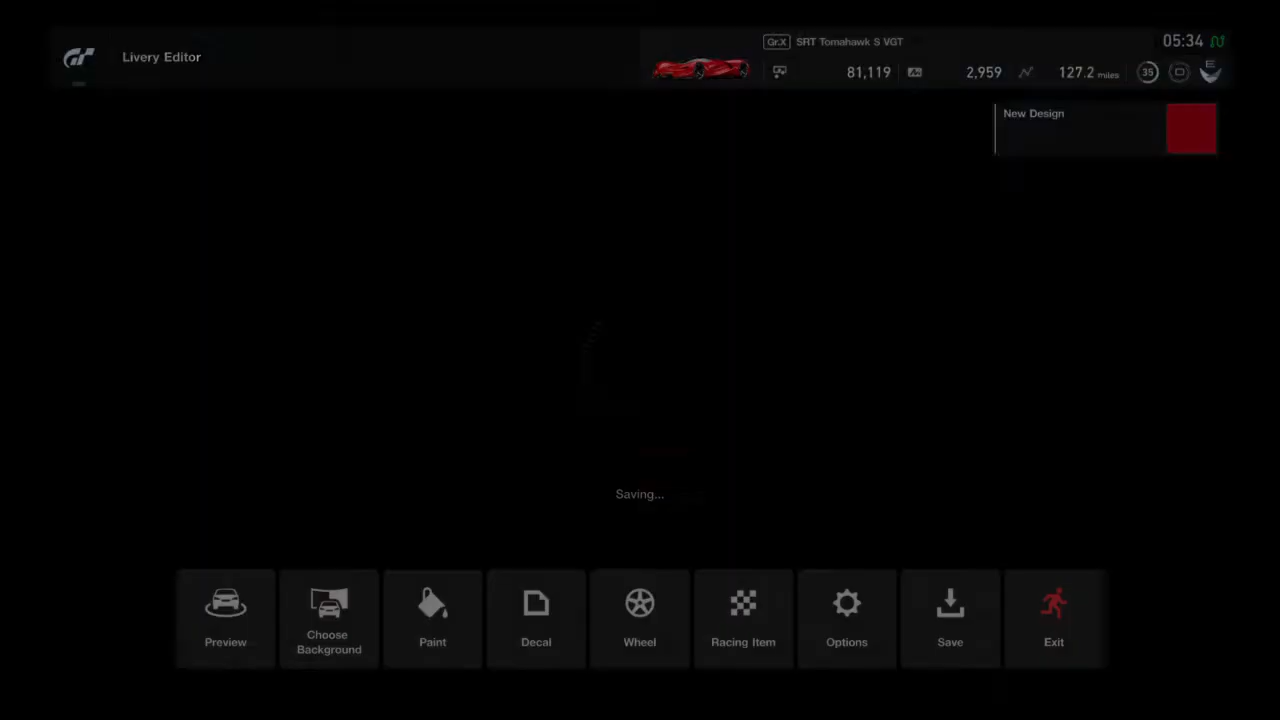 Livery Editor
Gr.X SRT Tomahawk S VGT
05:34
81,119
2,959
127.2 miles
35
E
New Design
Saving...
Preview
Choose
Background
Paint
Decal
Wheel
Racing Item
Options
Save
Exit